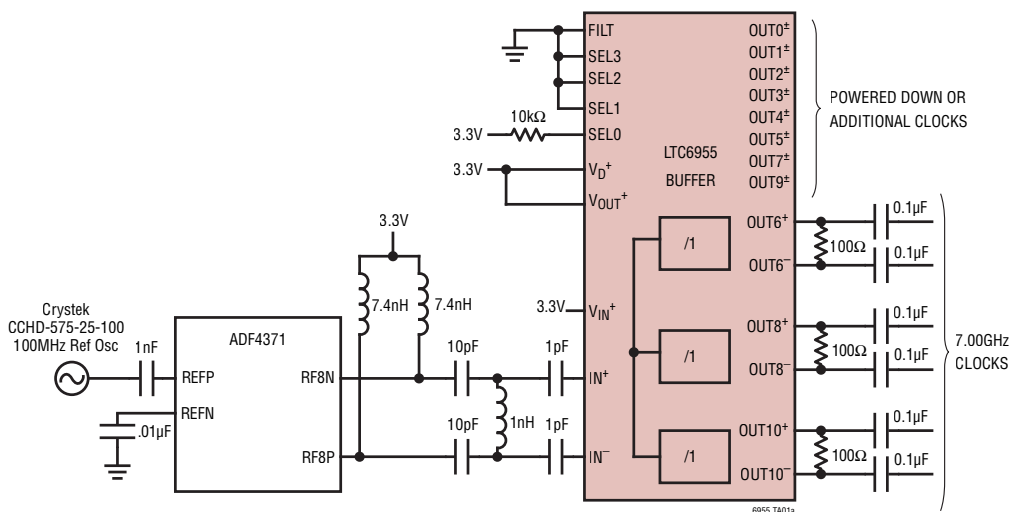 FILT
SEL3
SEL2
SEL1
10kΩ
3.3V
SEL0
3.3V
V_D⁺
V_OUT⁺
LTC6955
BUFFER
OUT0±
OUT1±
OUT2±
OUT3±
OUT4±
OUT5±
OUT7±
OUT9±
POWERED DOWN OR
ADDITIONAL CLOCKS
3.3V
7.4nH
7.4nH
Crystek
CCHD-575-25-100
100MHz Ref Osc
1nF
.01µF
ADF4371
REFP
REFN
RF8N
RF8P
10pF
10pF
1nH
1pF
1pF
3.3V
V_IN⁺
IN⁺
IN⁻
/1
/1
/1
OUT6⁺
OUT6⁻
100Ω
0.1µF
0.1µF
OUT8⁺
OUT8⁻
100Ω
0.1µF
0.1µF
OUT10⁺
OUT10⁻
100Ω
0.1µF
0.1µF
7.00GHz
CLOCKS
6955 TA01a